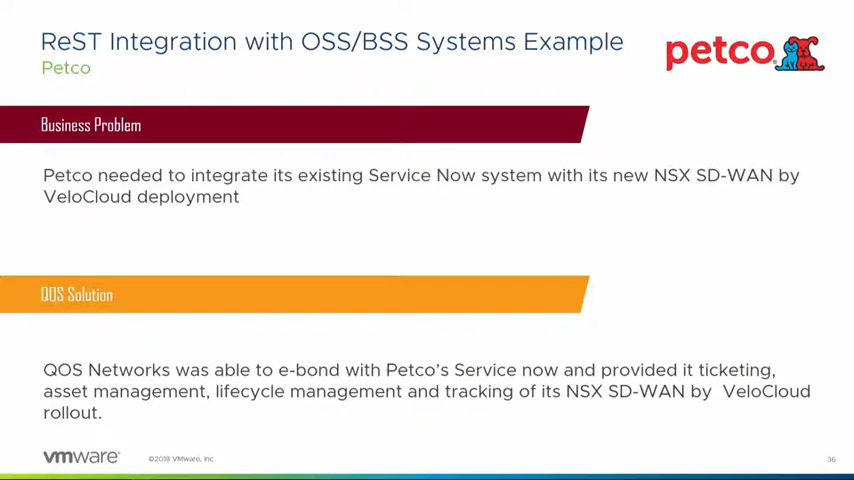 ReST Integration with OSS/BSS Systems Example
Petco
petco
Business Problem
Petco needed to integrate its existing Service Now system with its new NSX SD-WAN by
VeloCloud deployment
QOS Solution
QOS Networks was able to e-bond with Petco's Service now and provided it ticketing,
asset management, lifecycle management and tracking of its NSX SD-WAN by VeloCloud
rollout.
vmware
©2018 VMware, Inc.
36